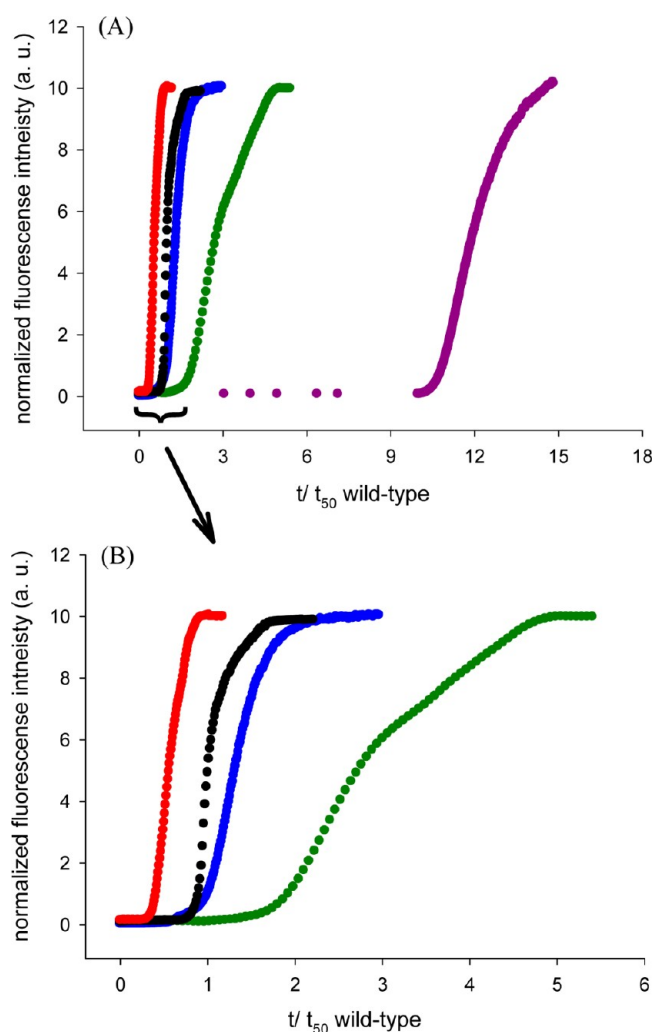 (A)
normalized fluorescense intneisty (a. u.)
12
10
8
6
4
2
0
0 3 6 9 12 15 18
t/ t50 wild-type
(B)
normalized fluorescense intneisty (a. u.)
12
10
8
6
4
2
0
0 1 2 3 4 5 6
t/ t50 wild-type